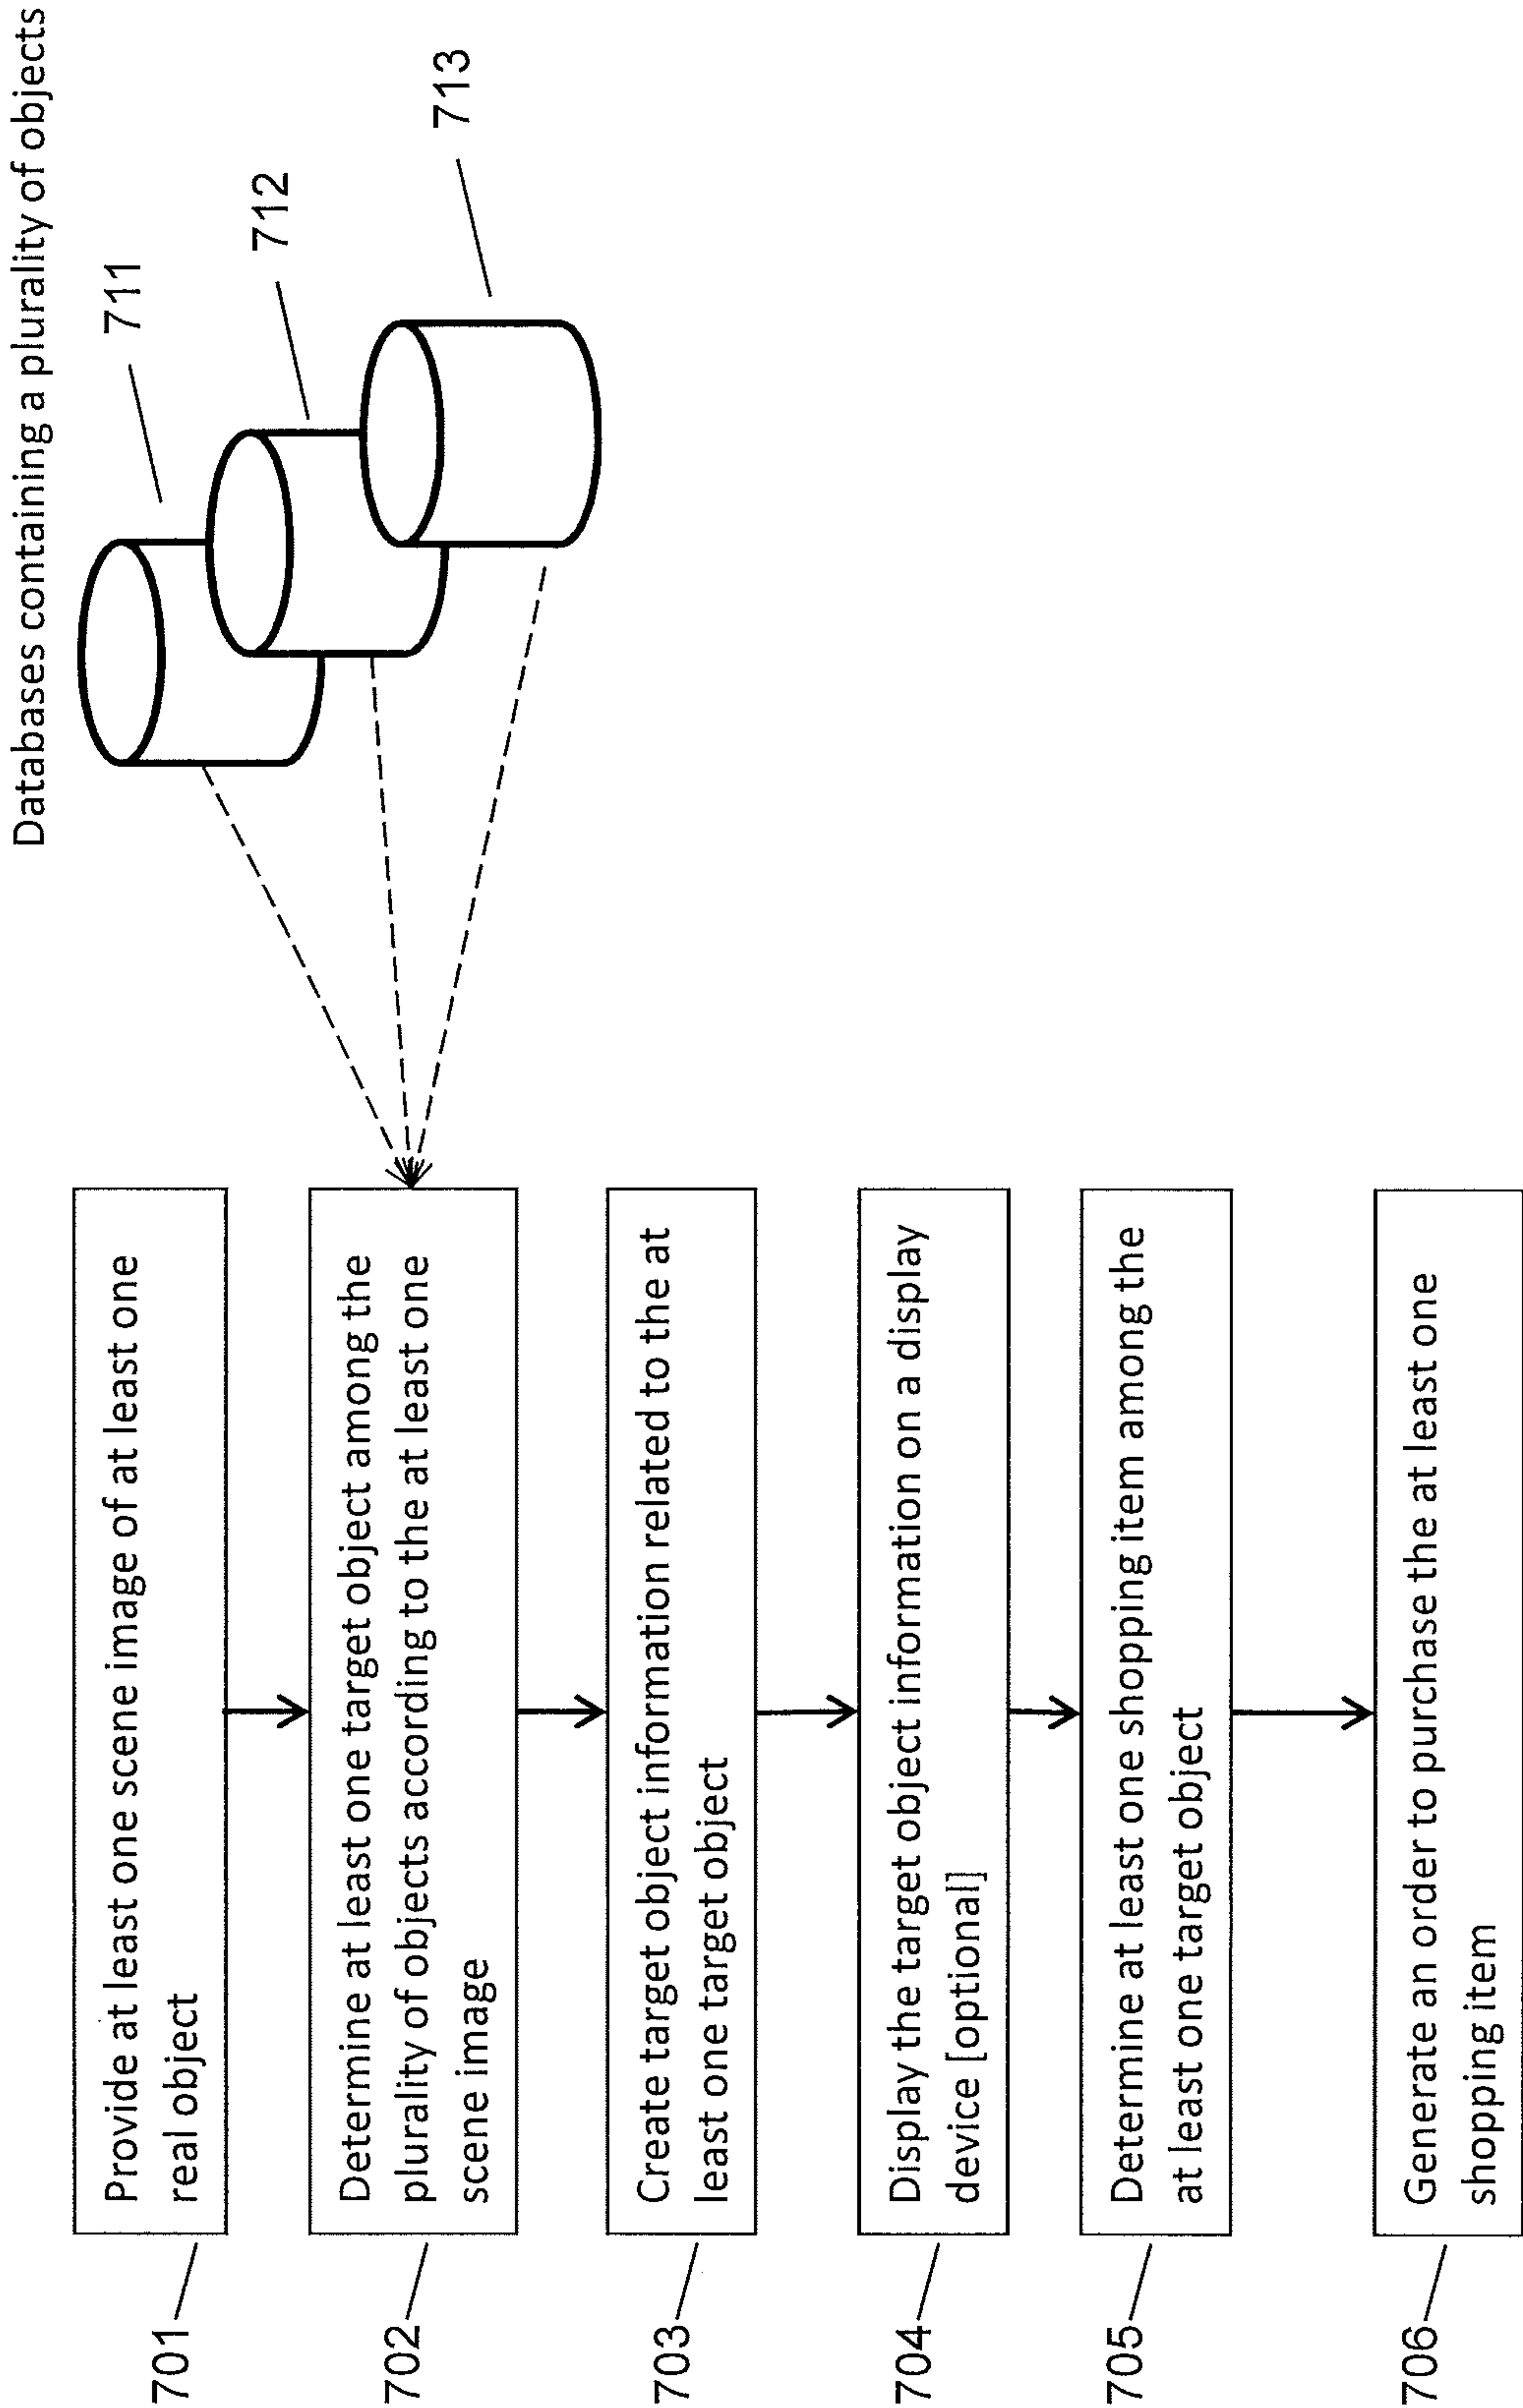 Databases containing a plurality of objects
711
712
713
701
Provide at least one scene image of at least one
real object
702
Determine at least one target object among the
plurality of objects according to the at least one
scene image
703
Create target object information related to the at
least one target object
704
Display the target object information on a display
device [optional]
705
Determine at least one shopping item among the
at least one target object
706
Generate an order to purchase the at least one
shopping item